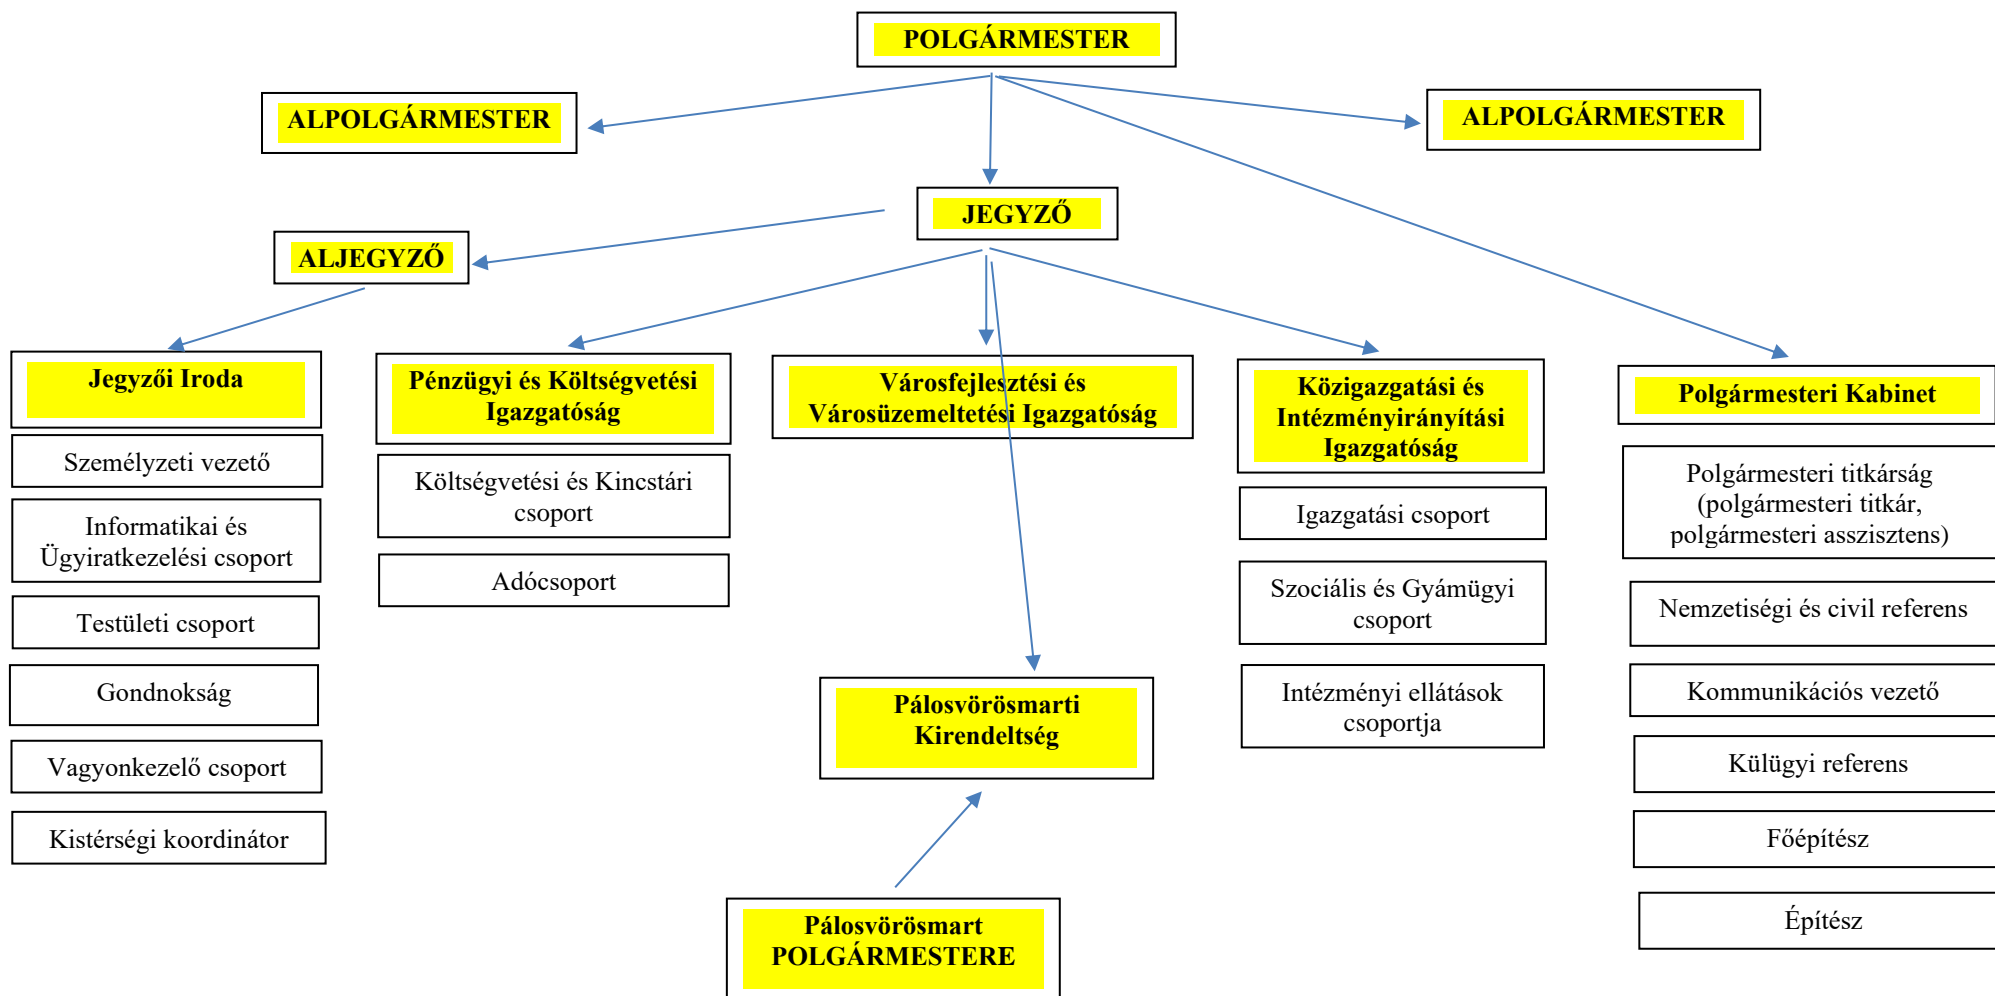 POLGÁRMESTER
ALPOLGÁRMESTER
ALPOLGÁRMESTER
JEGYZŐ
ALJEGYZŐ
Jegyzői Iroda
Személyzeti vezető
Informatikai és
Ügyiratkezelési csoport
Testületi csoport
Gondnokság
Vagyonkezelő csoport
Kistérségi koordinátor
Pénzügyi és Költségvetési
Igazgatóság
Költségvetési és Kincstári
csoport
Adócsoport
Városfejlesztési és
Városüzemeltetési Igazgatóság
Pálosvörösmarti
Kirendeltség
Pálosvörösmart
POLGÁRMESTERE
Közigazgatási és
Intézményirányítási
Igazgatóság
Igazgatási csoport
Szociális és Gyámügyi
csoport
Intézményi ellátások
csoportja
Polgármesteri Kabinet
Polgármesteri titkárság
(polgármesteri titkár,
polgármesteri asszisztens)
Nemzetiségi és civil referens
Kommunikációs vezető
Külügyi referens
Főépítész
Építész